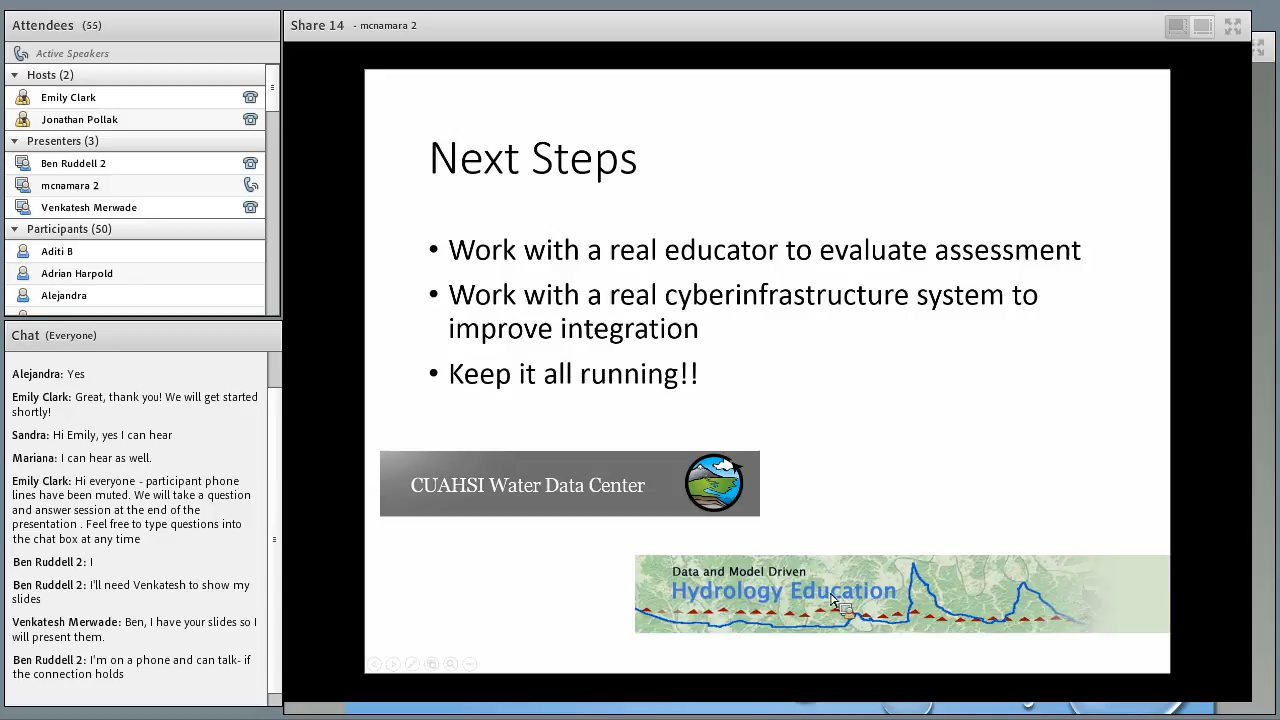 Attendees (55)
Active Speakers
Hosts (2)
Emily Clark
Jonathan Pollak
Presenters (3)
Ben Ruddell 2
mcnamara 2
Venkatesh Merwade
Participants (50)
Aditi B
Adrian Harpold
Alejandra
Chat (Everyone)
Alejandra: Yes
Emily Clark: Great, thank you! We will get started
shortly!
Sandra: Hi Emily, yes I can hear
Mariana: I can hear as well.
Emily Clark: Hi everyone - participant phone
lines have been muted. We will take a question
and answer session at the end of the
presentation . Feel free to type questions into
the chat box at any time
Ben Ruddell 2: I
Ben Ruddell 2: I'll need Venkatesh to show my
slides
Venkatesh Merwade: Ben, I have your slides so I
will present them.
Ben Ruddell 2: I'm on a phone and can talk- if
the connection holds
Share 14 - mcnamara 2
Next Steps
• Work with a real educator to evaluate assessment
• Work with a real cyberinfrastructure system to
improve integration
• Keep it all running!!
CUAHSI Water Data Center
Data and Model Driven
Hydrology Education